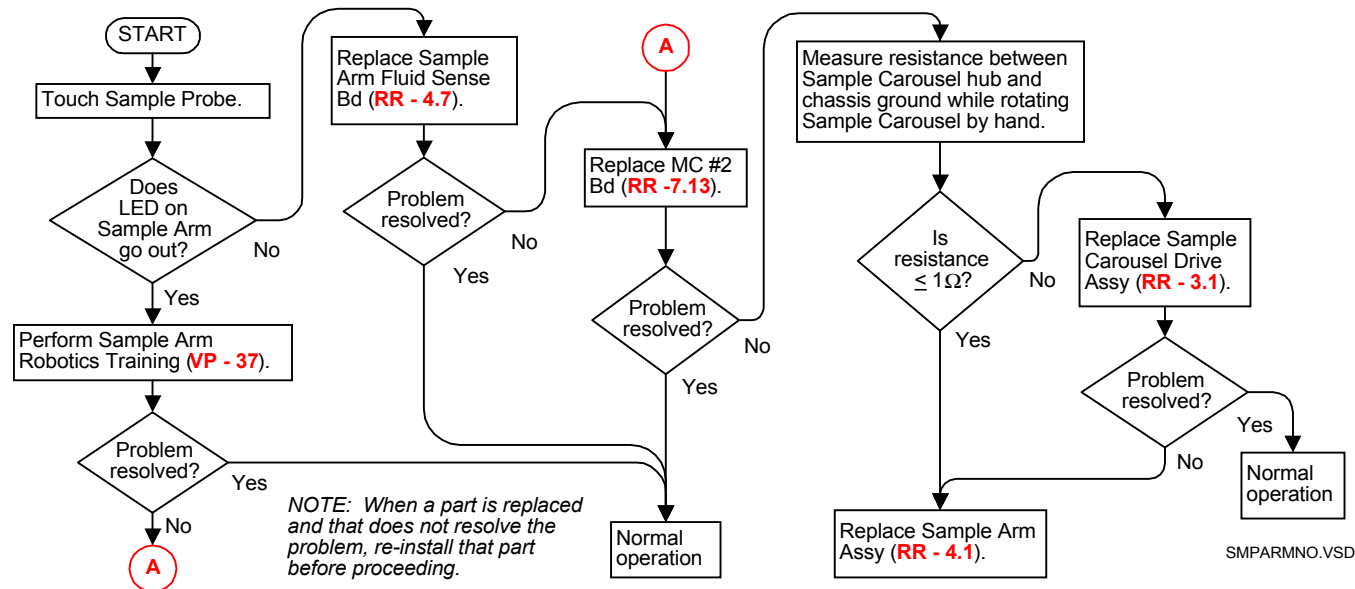 START
Touch Sample Probe.
Does
LED on
Sample Arm
go out?
No
Yes
Perform Sample Arm
Robotics Training (VP - 37).
Problem
resolved?
Yes
No
A
Replace Sample
Arm Fluid Sense
Bd (RR - 4.7).
Problem
resolved?
No
Yes
NOTE: When a part is replaced
and that does not resolve the
problem, re-install that part
before proceeding.
A
Replace MC #2
Bd (RR -7.13).
Problem
resolved?
No
Yes
Normal
operation
Measure resistance between
Sample Carousel hub and
chassis ground while rotating
Sample Carousel by hand.
Is
resistance
≤ 1Ω?
No
Yes
Replace Sample
Carousel Drive
Assy (RR - 3.1).
Problem
resolved?
Yes
No
Normal
operation
Replace Sample Arm
Assy (RR - 4.1).
SMPARMNO.VSD